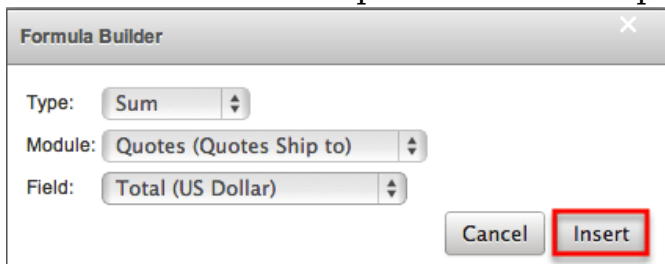 Formula Builder
Type: Sum
Module: Quotes (Quotes Ship to)
Field: Total (US Dollar)
Cancel Insert